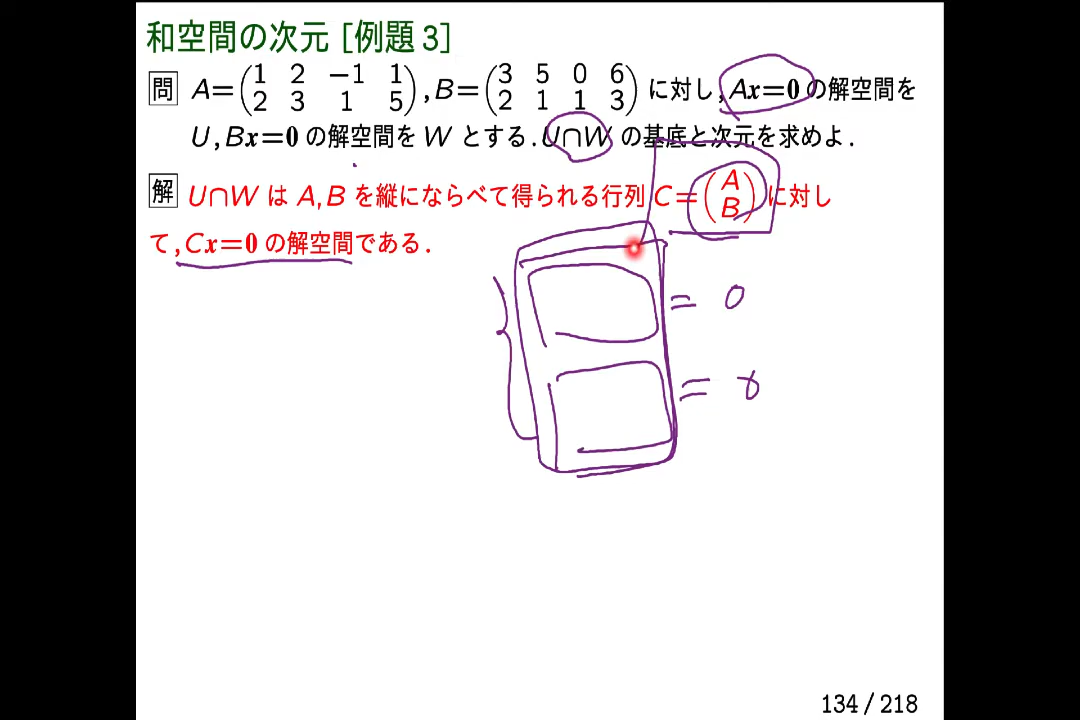 和空間の次元 [例題 3]
問 A=(1 2 −1 1 , B=(3 5 0 6 に対し, Ax=0 の解空間を
2 3 1 5) 2 1 1 3)
U, Bx=0 の解空間を W とする. U∩W の基底と次元を求めよ.
解 U∩W は A, B を縦にならべて得られる行列 C=(A B) に対し
て, Cx=0 の解空間である.
= 0
= 0
134 / 218